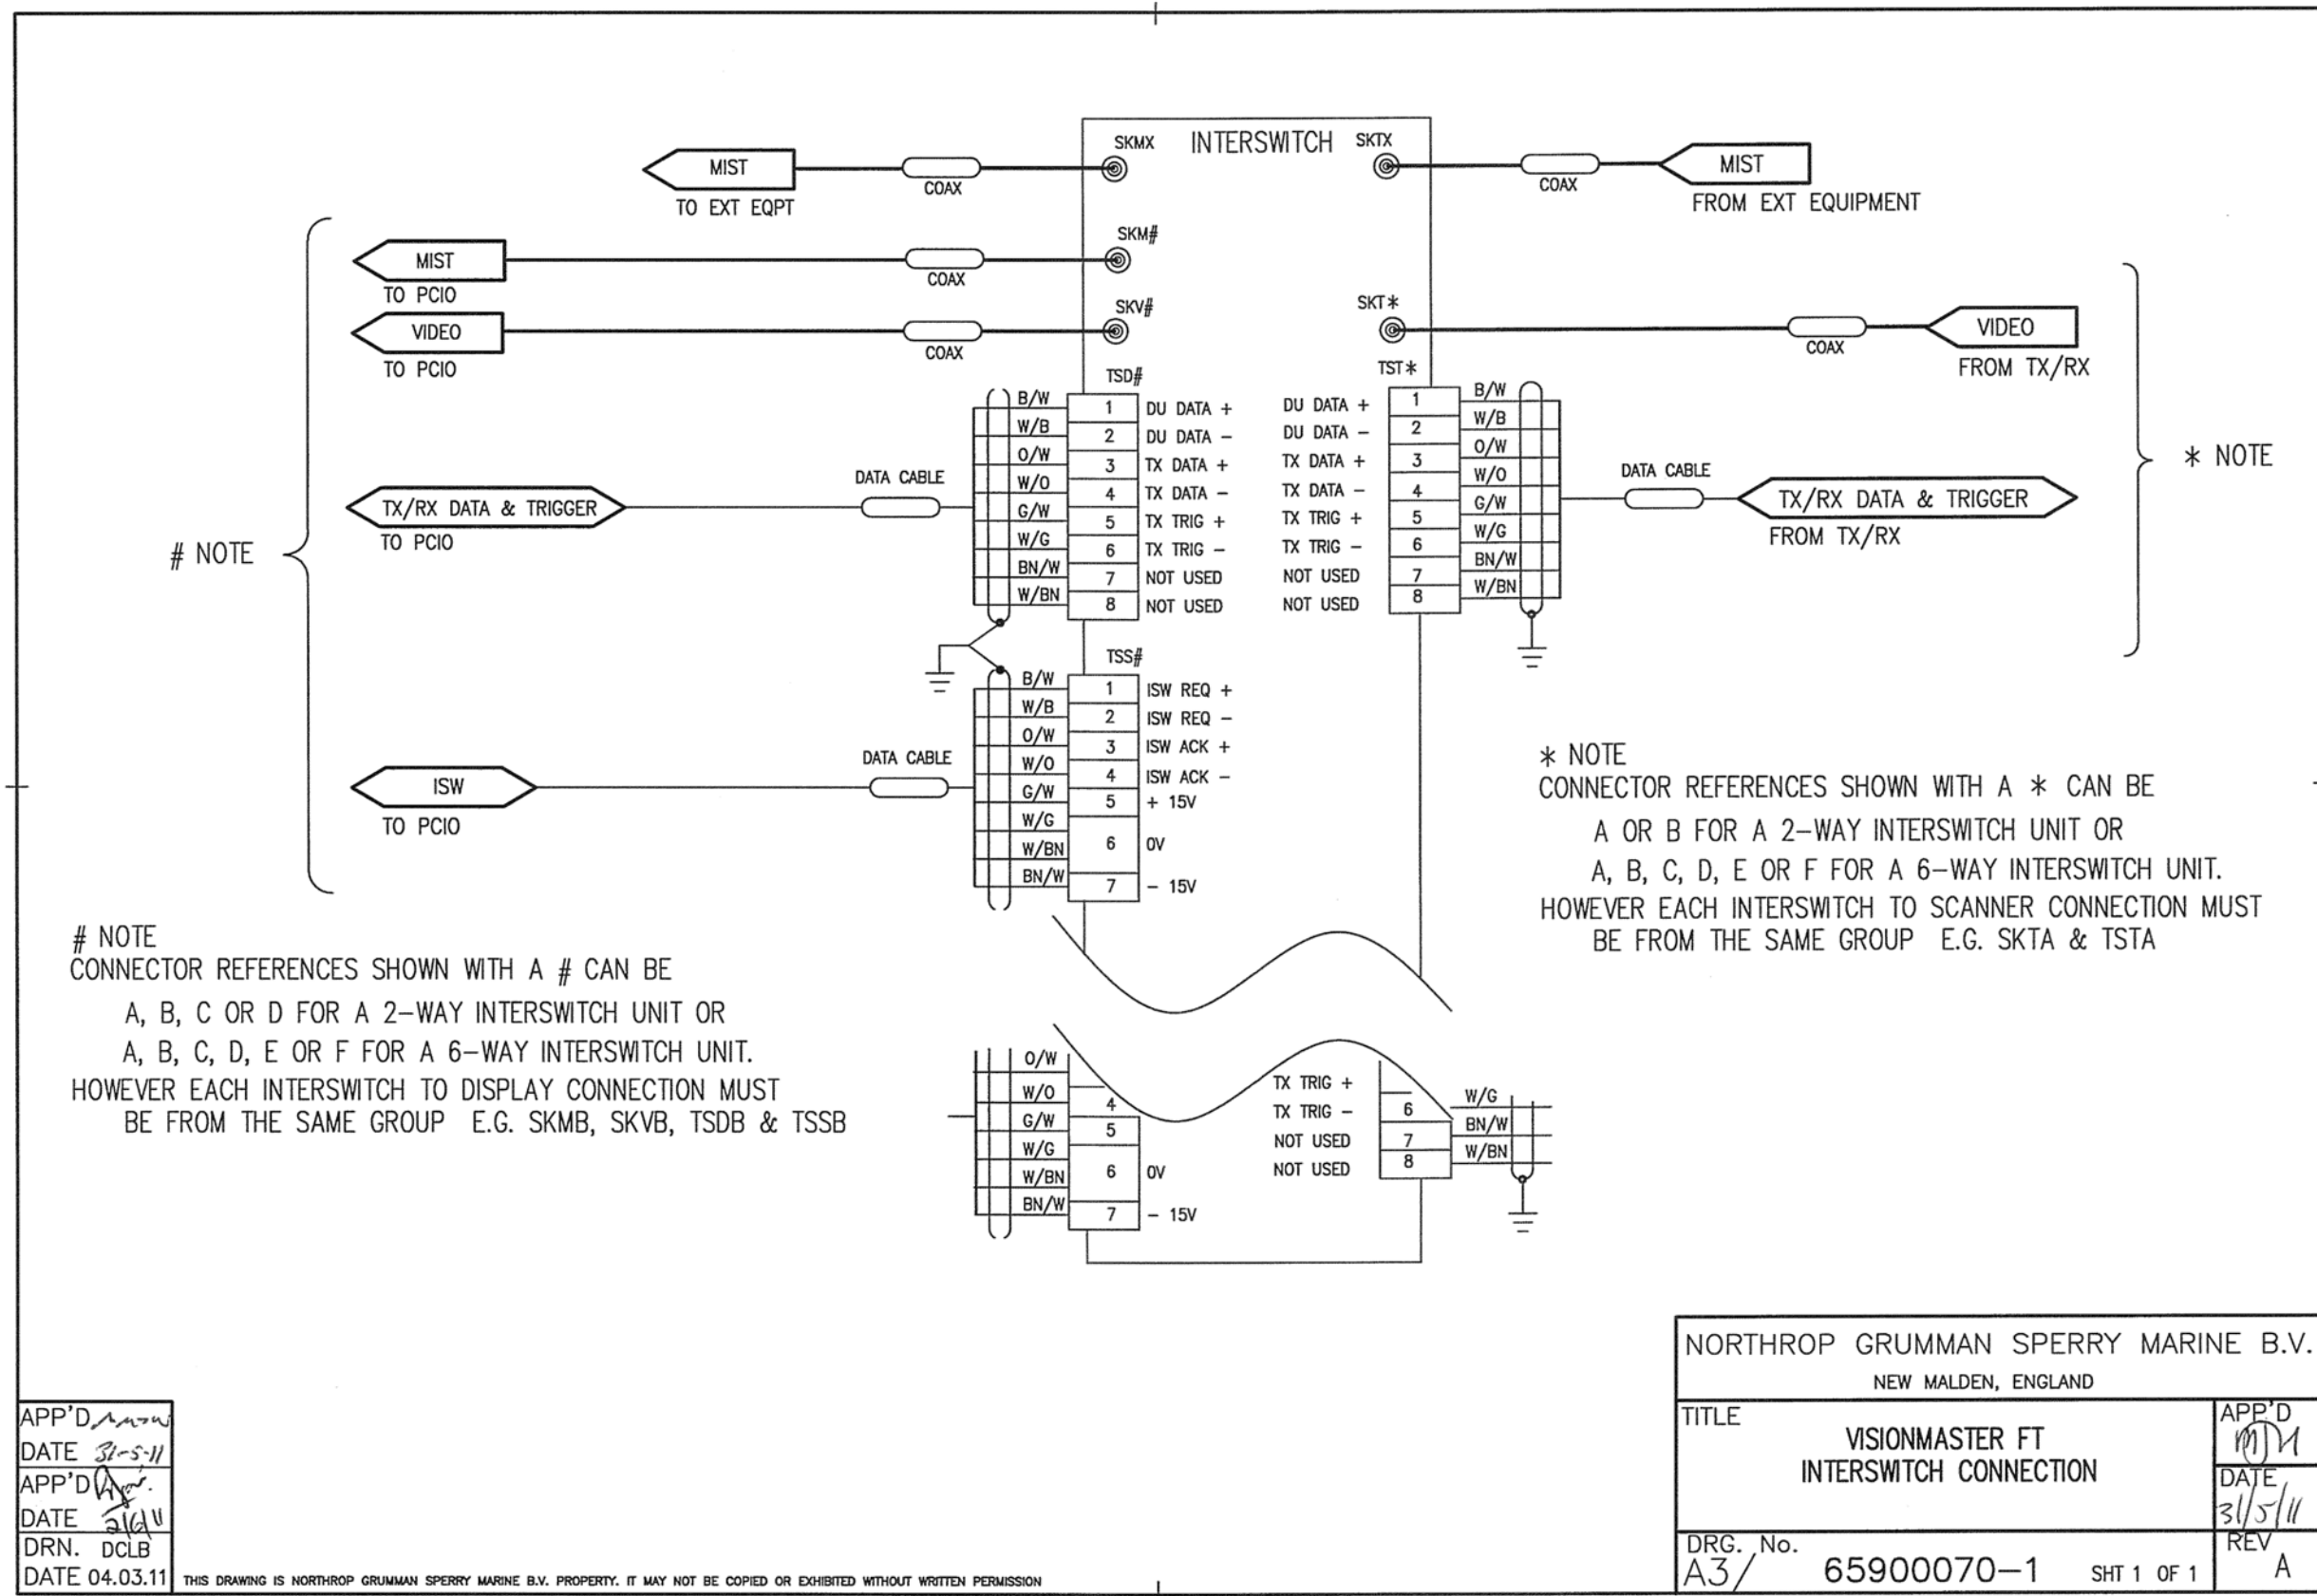 INTERSWITCH
SKMX
SKTX
MIST
COAX
TO EXT EQPT
MIST
COAX
FROM EXT EQUIPMENT
SKM#
MIST
COAX
TO PCIO
SKV#
VIDEO
COAX
TO PCIO
SKT*
VIDEO
COAX
FROM TX/RX
TSD#
B/W 1 DU DATA +
W/B 2 DU DATA –
O/W 3 TX DATA +
W/O 4 TX DATA –
G/W 5 TX TRIG +
W/G 6 TX TRIG –
BN/W 7 NOT USED
W/BN 8 NOT USED
DATA CABLE
TX/RX DATA & TRIGGER
TO PCIO
# NOTE
TST*
DU DATA + 1 B/W
DU DATA – 2 W/B
TX DATA + 3 O/W
TX DATA – 4 W/O
TX TRIG + 5 G/W
TX TRIG – 6 W/G
NOT USED 7 BN/W
NOT USED 8 W/BN
DATA CABLE
TX/RX DATA & TRIGGER
FROM TX/RX
* NOTE
TSS#
B/W 1 ISW REQ +
W/B 2 ISW REQ –
O/W 3 ISW ACK +
W/O 4 ISW ACK –
G/W 5 + 15V
W/G
6 0V
W/BN
BN/W 7 – 15V
DATA CABLE
ISW
TO PCIO
* NOTE
CONNECTOR REFERENCES SHOWN WITH A * CAN BE
A OR B FOR A 2–WAY INTERSWITCH UNIT OR
A, B, C, D, E OR F FOR A 6–WAY INTERSWITCH UNIT.
HOWEVER EACH INTERSWITCH TO SCANNER CONNECTION MUST
BE FROM THE SAME GROUP E.G. SKTA & TSTA
# NOTE
CONNECTOR REFERENCES SHOWN WITH A # CAN BE
A, B, C OR D FOR A 2–WAY INTERSWITCH UNIT OR
A, B, C, D, E OR F FOR A 6–WAY INTERSWITCH UNIT.
HOWEVER EACH INTERSWITCH TO DISPLAY CONNECTION MUST
BE FROM THE SAME GROUP E.G. SKMB, SKVB, TSDB & TSSB
O/W
W/O 4
G/W 5
W/G
6 0V
W/BN
BN/W 7 – 15V
TX TRIG +
TX TRIG – 6 W/G
NOT USED 7 BN/W
NOT USED 8 W/BN
NORTHROP GRUMMAN SPERRY MARINE B.V.
NEW MALDEN, ENGLAND
TITLE
VISIONMASTER FT
INTERSWITCH CONNECTION
APP'D
MJH
DATE
31/5/11
DRG. No.
A3/ 65900070–1 SHT 1 OF 1
REV
A
APP'D
DATE 31-5-11
APP'D
DATE 2/6/11
DRN. DCLB
DATE 04.03.11
THIS DRAWING IS NORTHROP GRUMMAN SPERRY MARINE B.V. PROPERTY. IT MAY NOT BE COPIED OR EXHIBITED WITHOUT WRITTEN PERMISSION